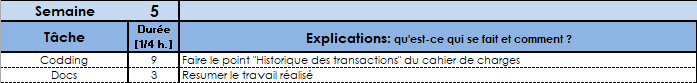 Semaine 5
Tâche Durée [1/4 h.] Explications: qu'est-ce qui se fait et comment ?
Codding 9 Faire le point "Historique des transactions" du cahier de charges
Docs 3 Resumer le travail réalisé